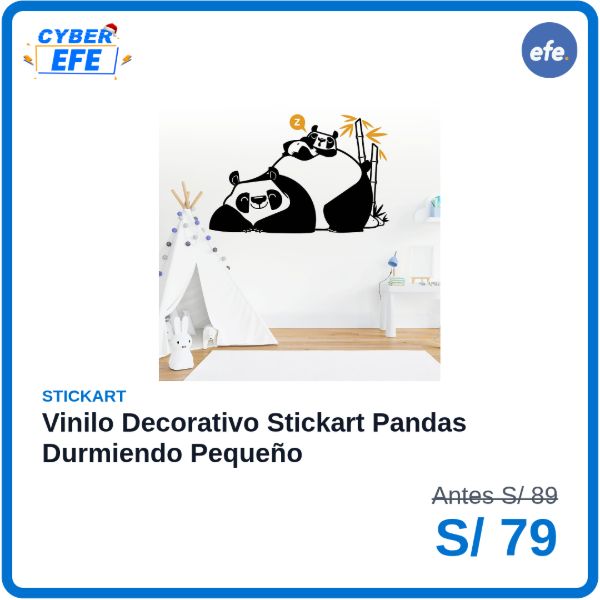 CYBER
EFE
efe.
Z
STICKART
Vinilo Decorativo Stickart Pandas
Durmiendo Pequeño
Antes S/ 89
S/ 79